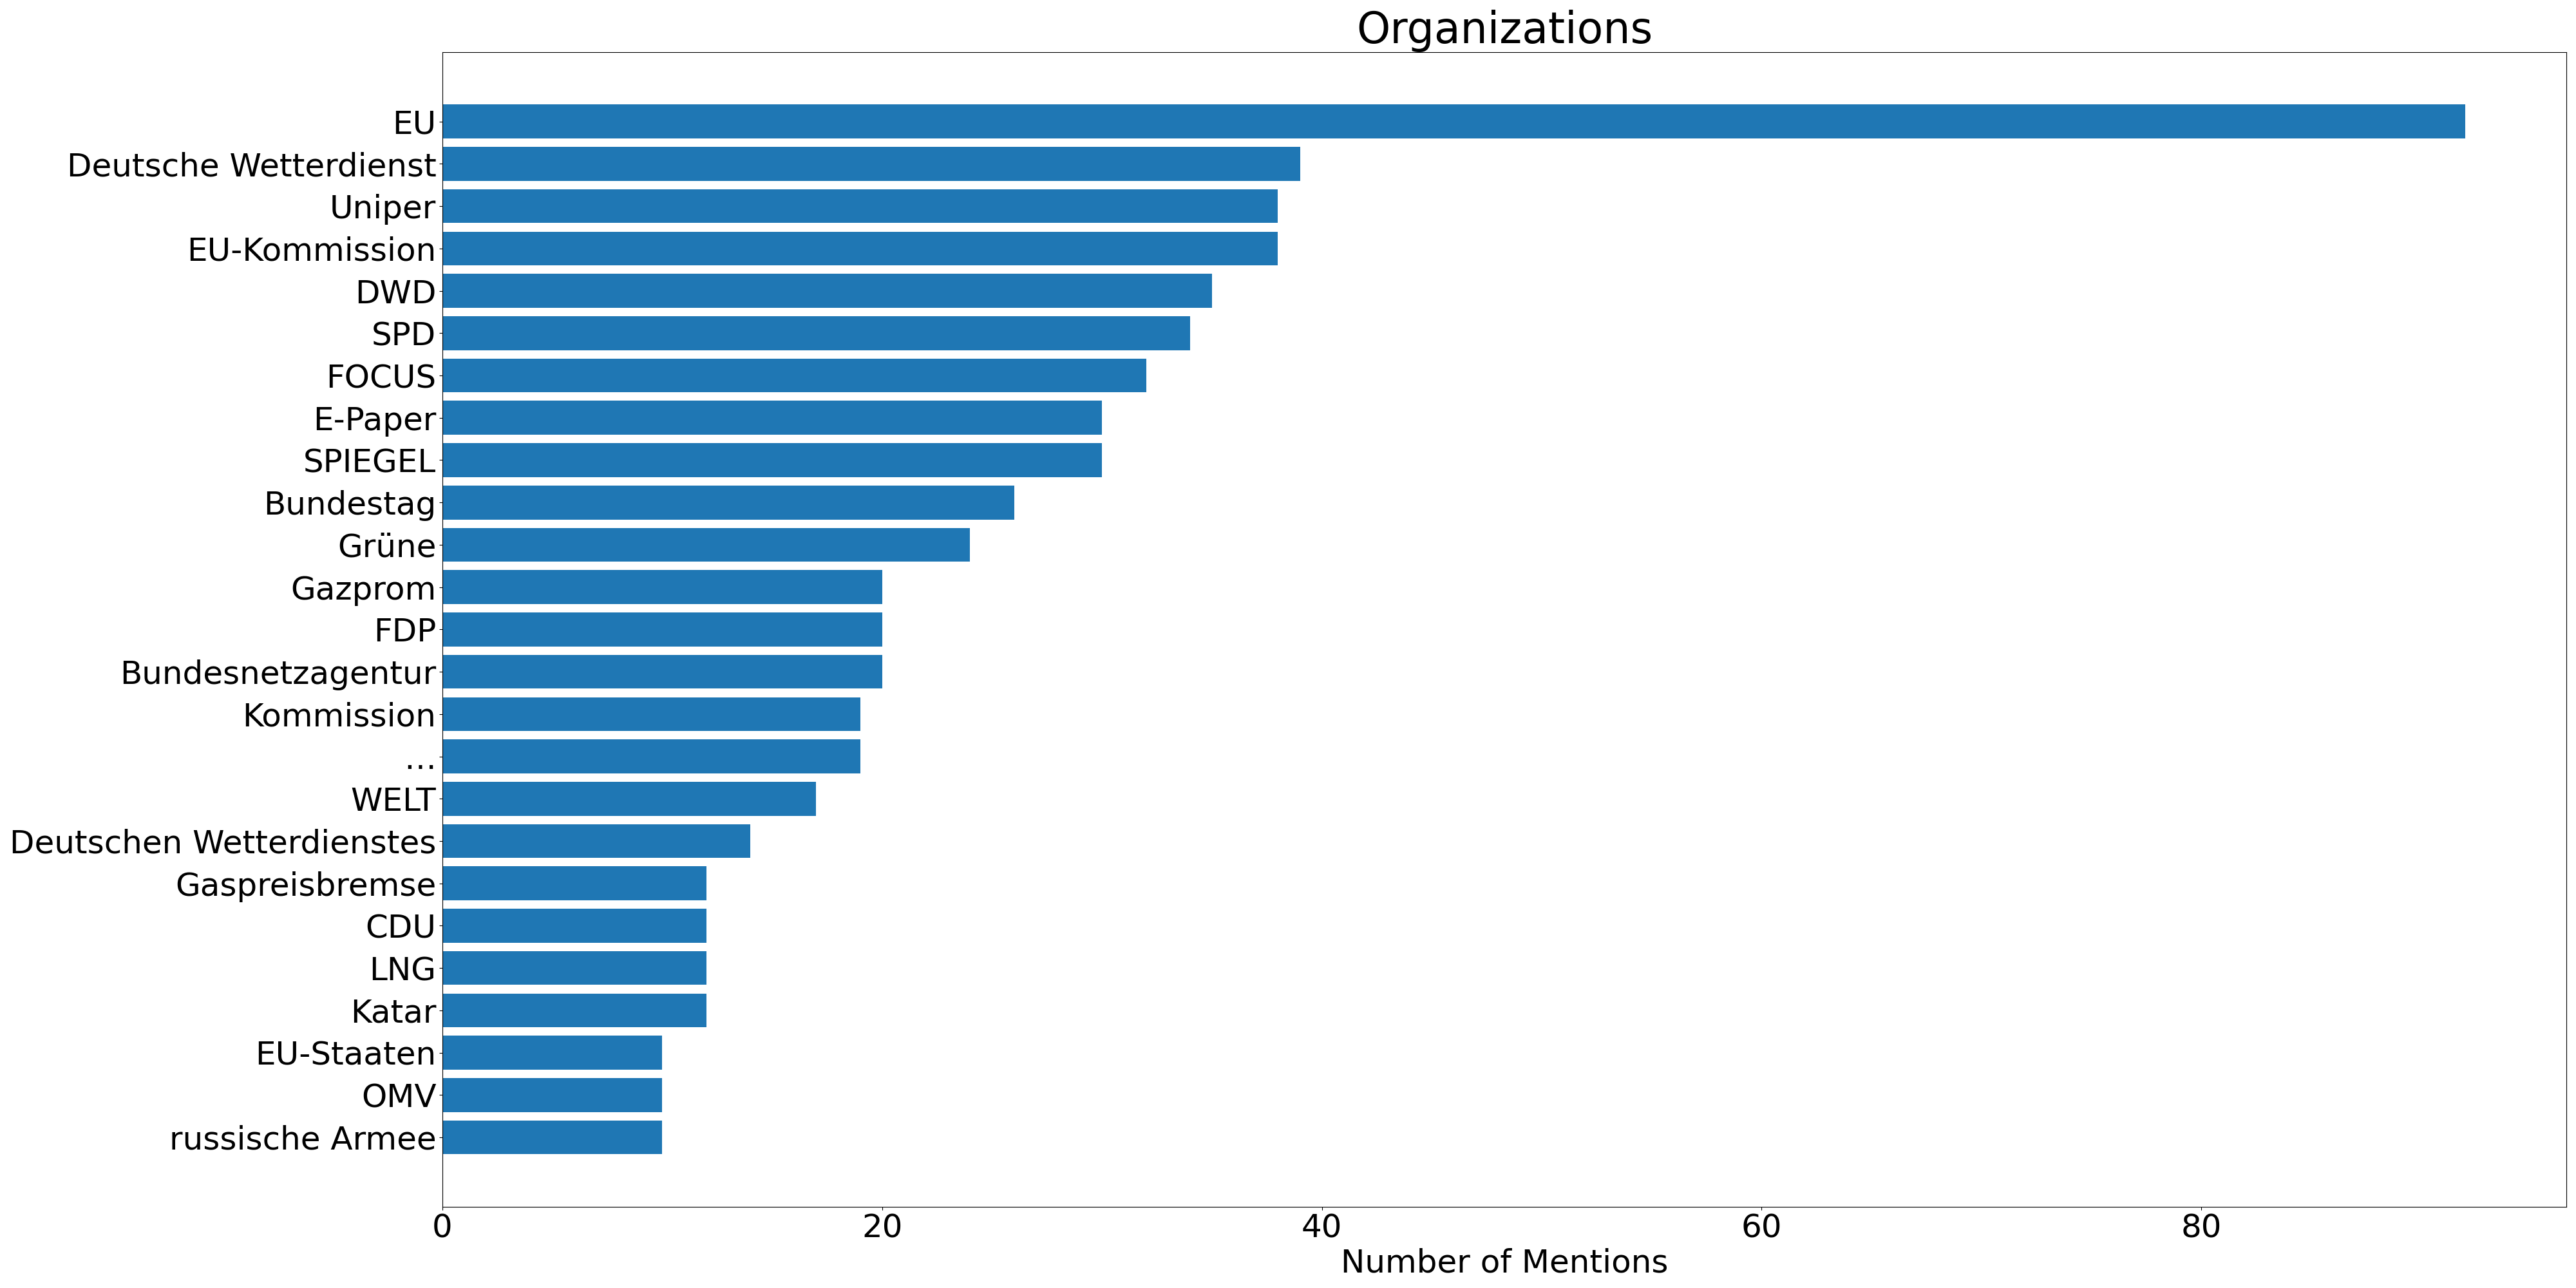 Organizations
EU
Deutsche Wetterdienst
Uniper
EU-Kommission
DWD
SPD
FOCUS
E-Paper
SPIEGEL
Bundestag
Grüne
Gazprom
FDP
Bundesnetzagentur
Kommission
...
WELT
Deutschen Wetterdienstes
Gaspreisbremse
CDU
LNG
Katar
EU-Staaten
OMV
russische Armee
0 20 40 60 80
Number of Mentions